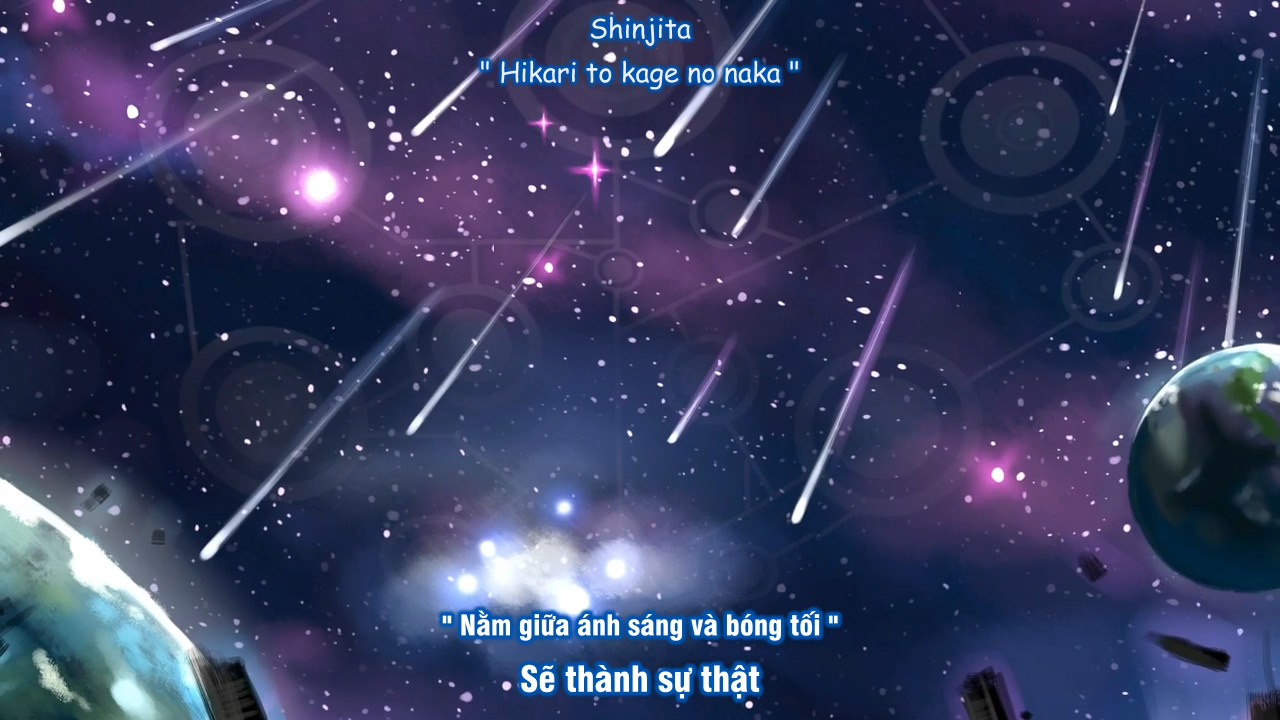 Shinjita
" Hikari to kage no naka "
" Nằm giữa ánh sáng và bóng tối "
Sẽ thành sự thật